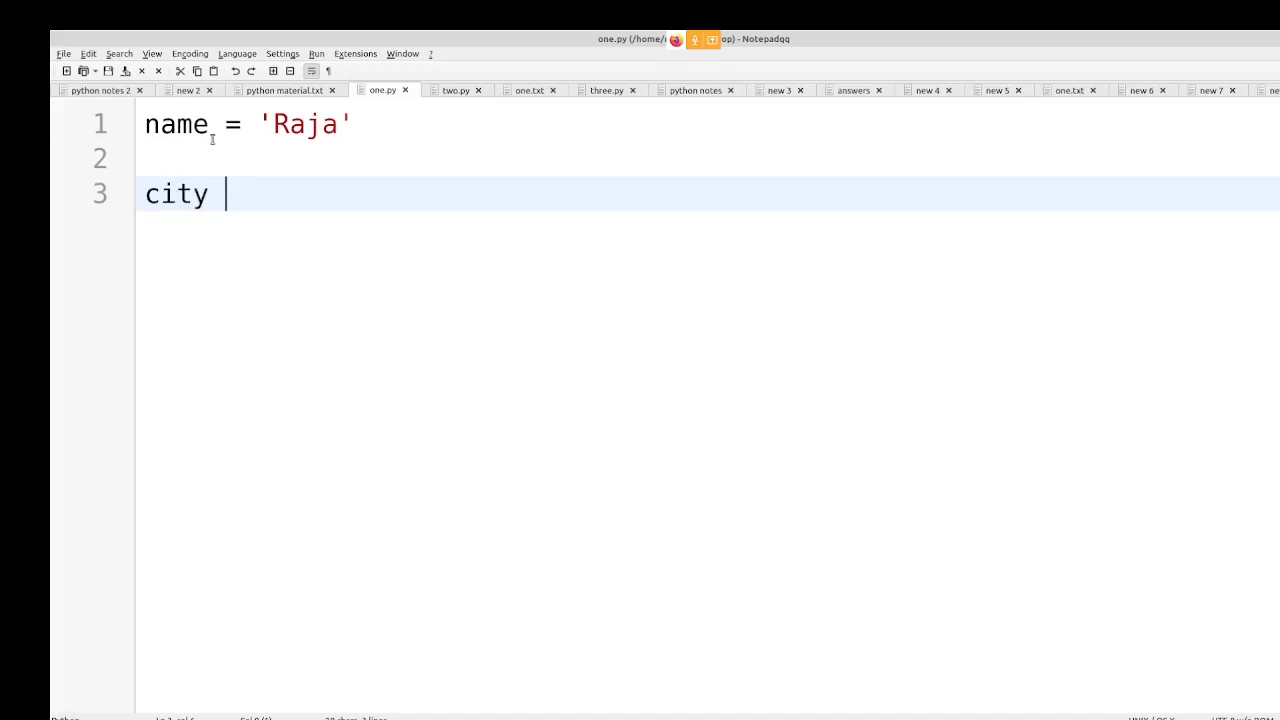 one.py (/home/ op) - Notepadqq
File Edit Search View Encoding Language Settings Run Extensions Window ?
python notes 2 new 2 python material.txt one.py two.py one.txt three.py python notes new 3 answers new 4 new 5 one.txt new 6 new 7
1 name = 'Raja'
2
3 city